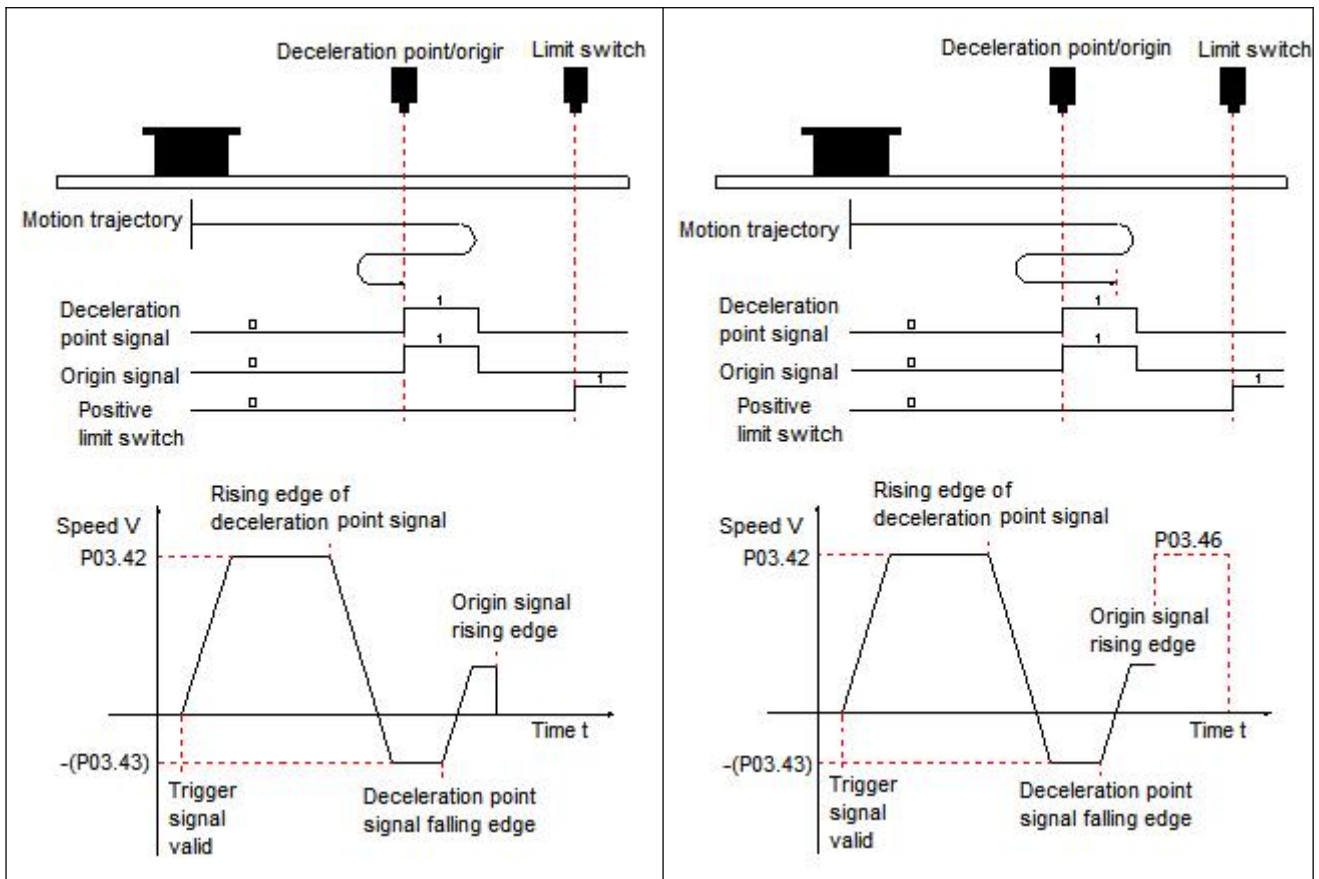 Deceleration point/origir
Limit switch
Motion trajectory
Deceleration
point signal
0
1
Origin signal
0
1
Positive
limit switch
0
1
Rising edge of
deceleration point signal
Speed V
P03.42
Origin signal
rising edge
Time t
-(P03.43)
Trigger
signal
valid
Deceleration point
signal falling edge
Deceleration point/origin
Limit switch
Motion trajectory
Deceleration
point signal
0
1
Origin signal
0
1
Positive
limit switch
0
1
Rising edge of
deceleration point signal
Speed V
P03.42
P03.46
Origin signal
rising edge
Time t
-(P03.43)
Trigger
signal
valid
Deceleration point
signal falling edge